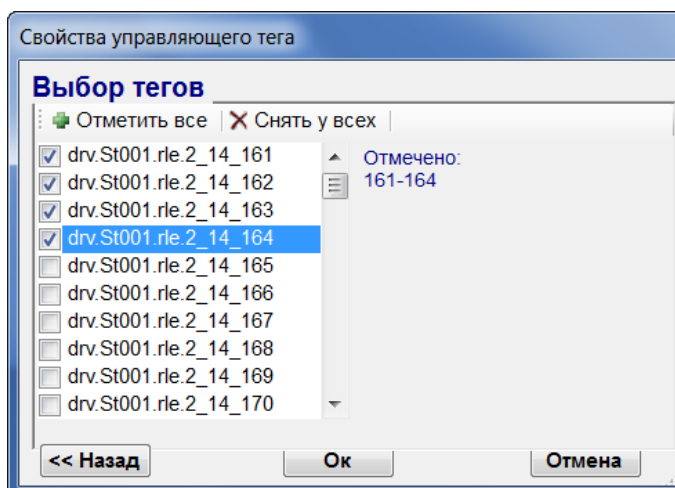 Свойства управляющего тега
Выбор тегов
Отметить все Снять у всех
drv.St001.rle.2_14_161
drv.St001.rle.2_14_162
drv.St001.rle.2_14_163
drv.St001.rle.2_14_164
drv.St001.rle.2_14_165
drv.St001.rle.2_14_166
drv.St001.rle.2_14_167
drv.St001.rle.2_14_168
drv.St001.rle.2_14_169
drv.St001.rle.2_14_170
Отмечено:
161-164
<< Назад Ок Отмена